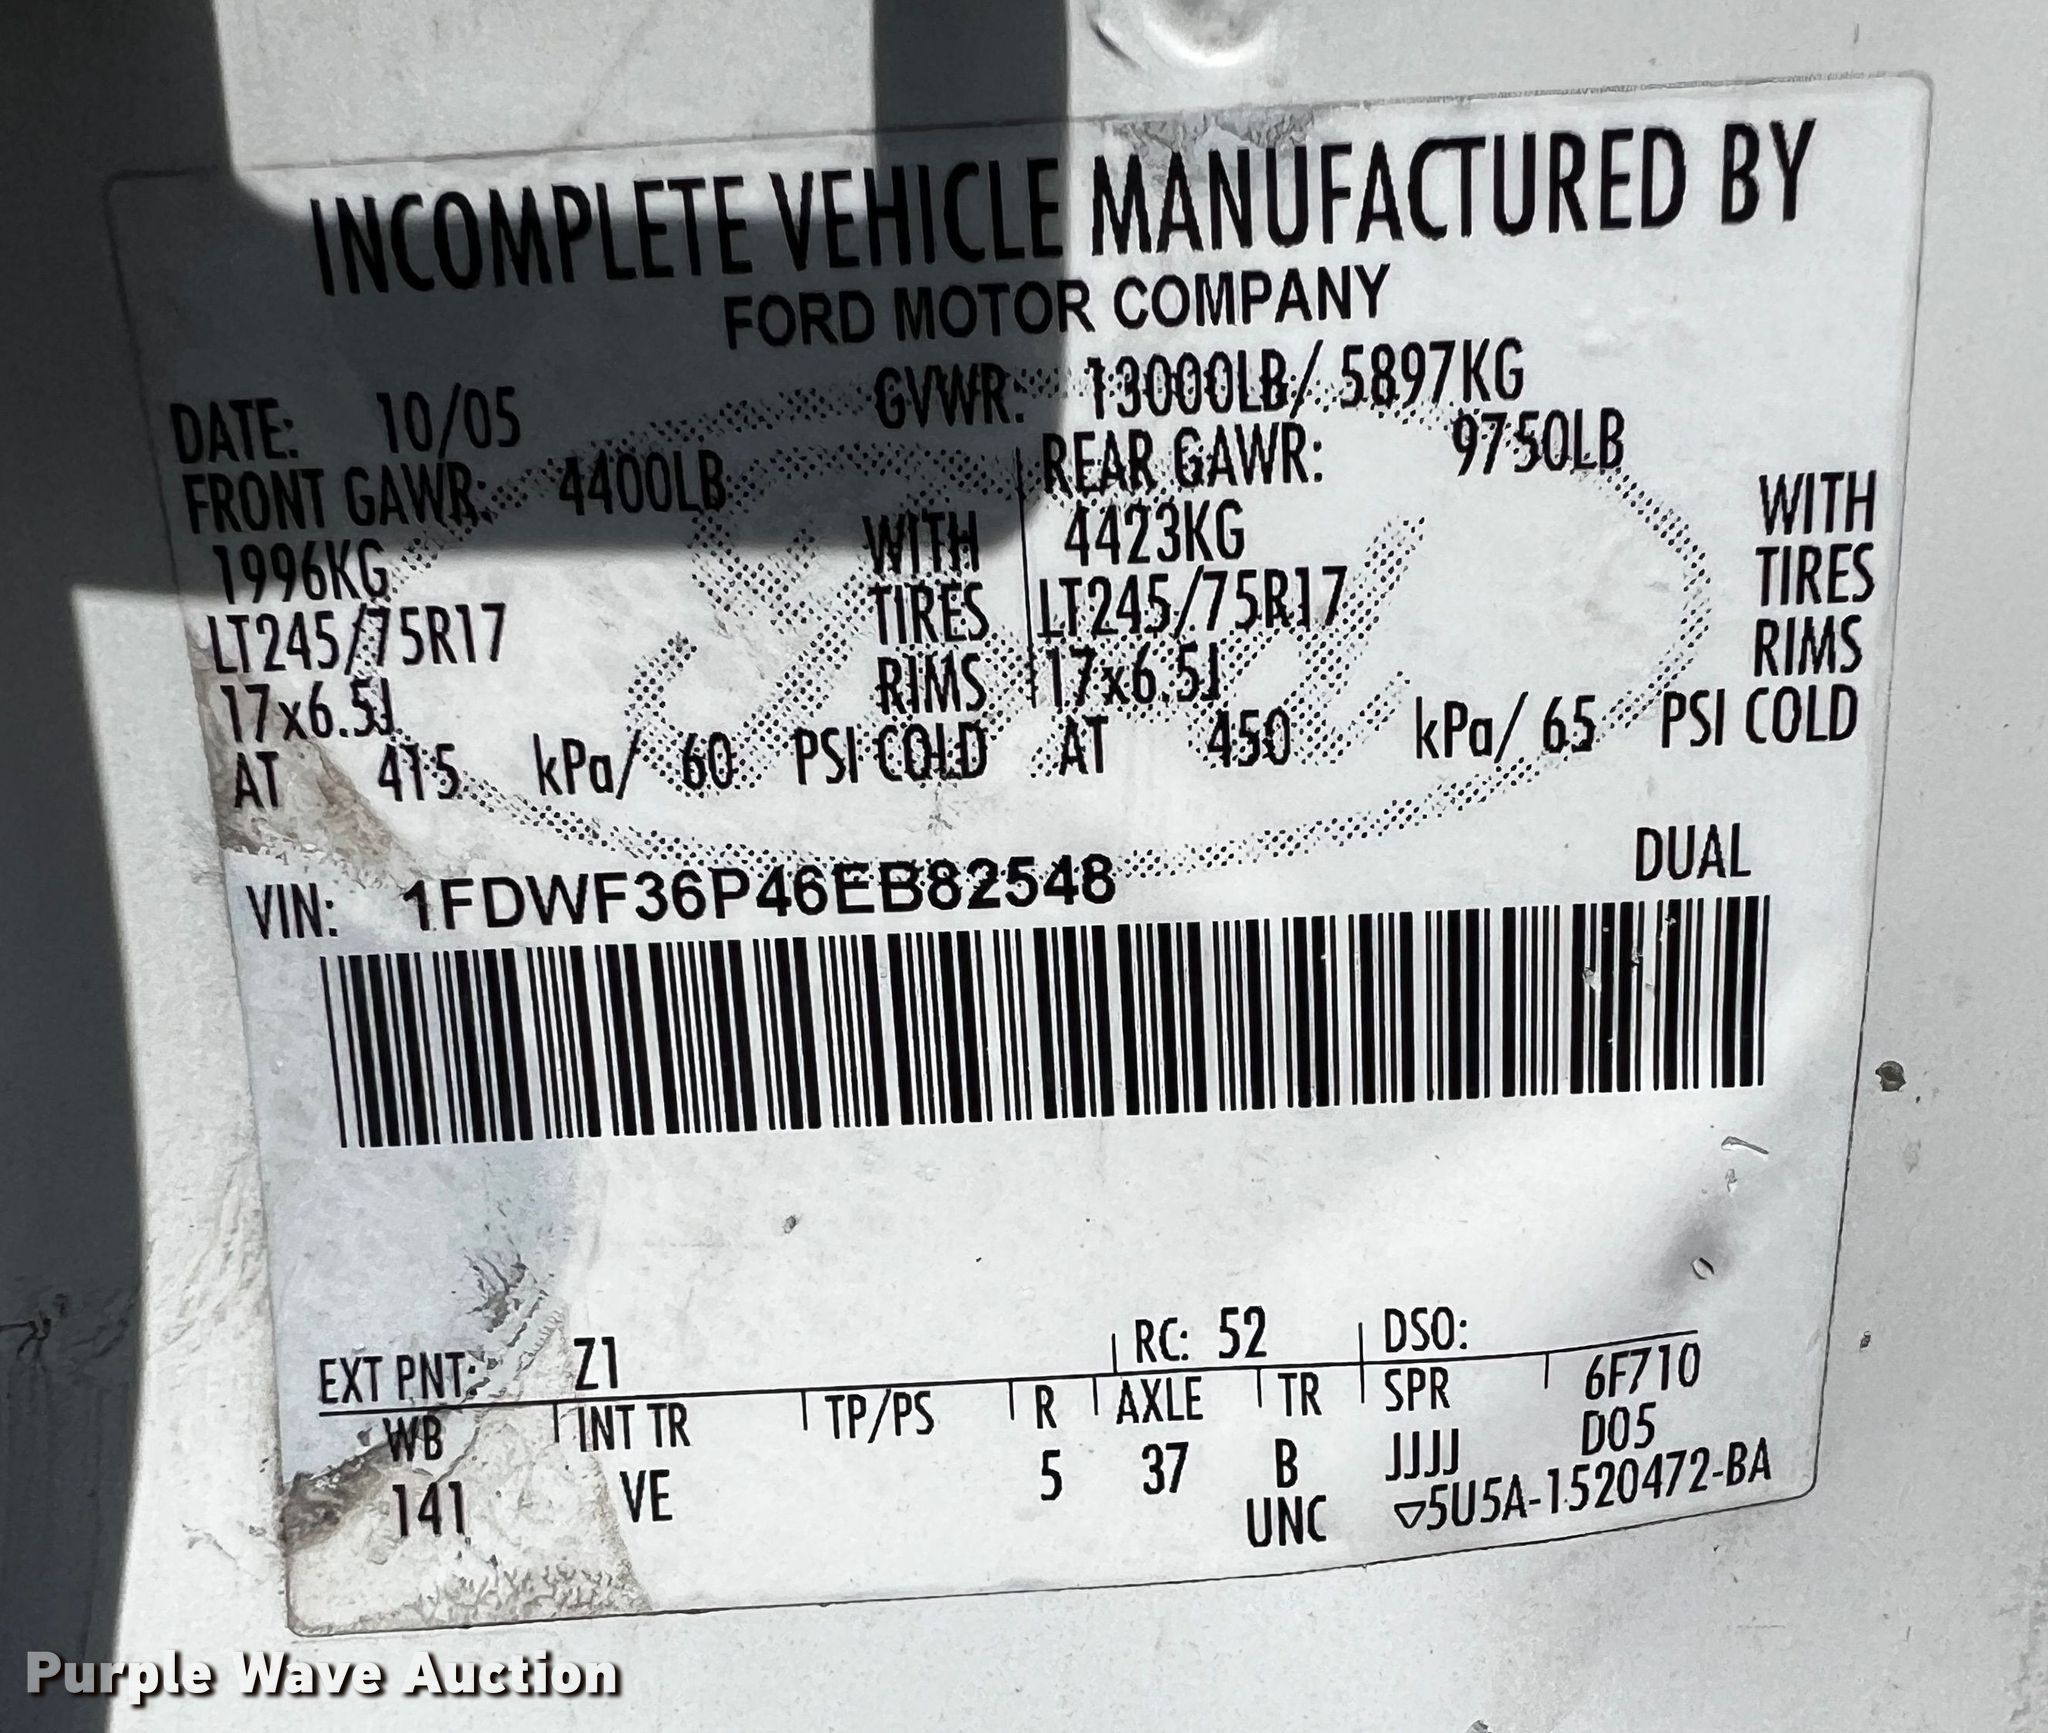 INCOMPLETE VEHICLE MANUFACTURED BY
FORD MOTOR COMPANY
DATE: 10/05 GVWR: 13000LB/ 5897KG
FRONT GAWR: 4400LB REAR GAWR: 9750LB
1996KG WITH 4423KG WITH
LT245/75R17 TIRES LT245/75R17 TIRES
17x6.5J RIMS 17x6.5J RIMS
AT 415 kPa/ 60 PSI COLD AT 450 kPa/ 65 PSI COLD
VIN: 1FDWF36P46EB82548 DUAL
EXT PNT: Z1 RC: 52 DSO:
WB INT TR TP/PS R AXLE TR SPR 6F710
141 VE 5 37 B JJJJ D05
UNC ▽5U5A-1520472-BA
Purple Wave Auction